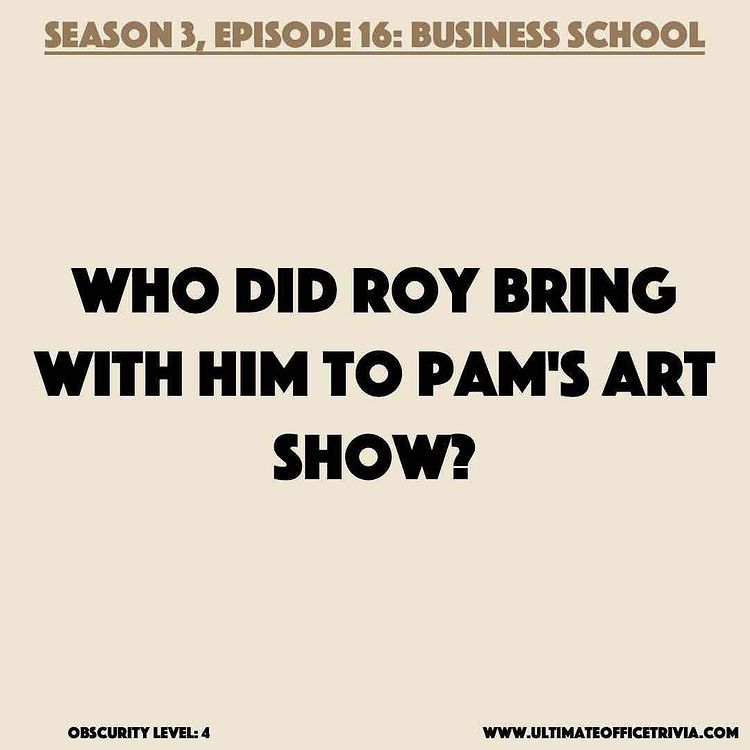 SEASON 3, EPISODE 16: BUSINESS SCHOOL
WHO DID ROY BRING
WITH HIM TO PAM'S ART
SHOW?
OBSCURITY LEVEL: 4
WWW.ULTIMATEOFFICETRIVIA.COM